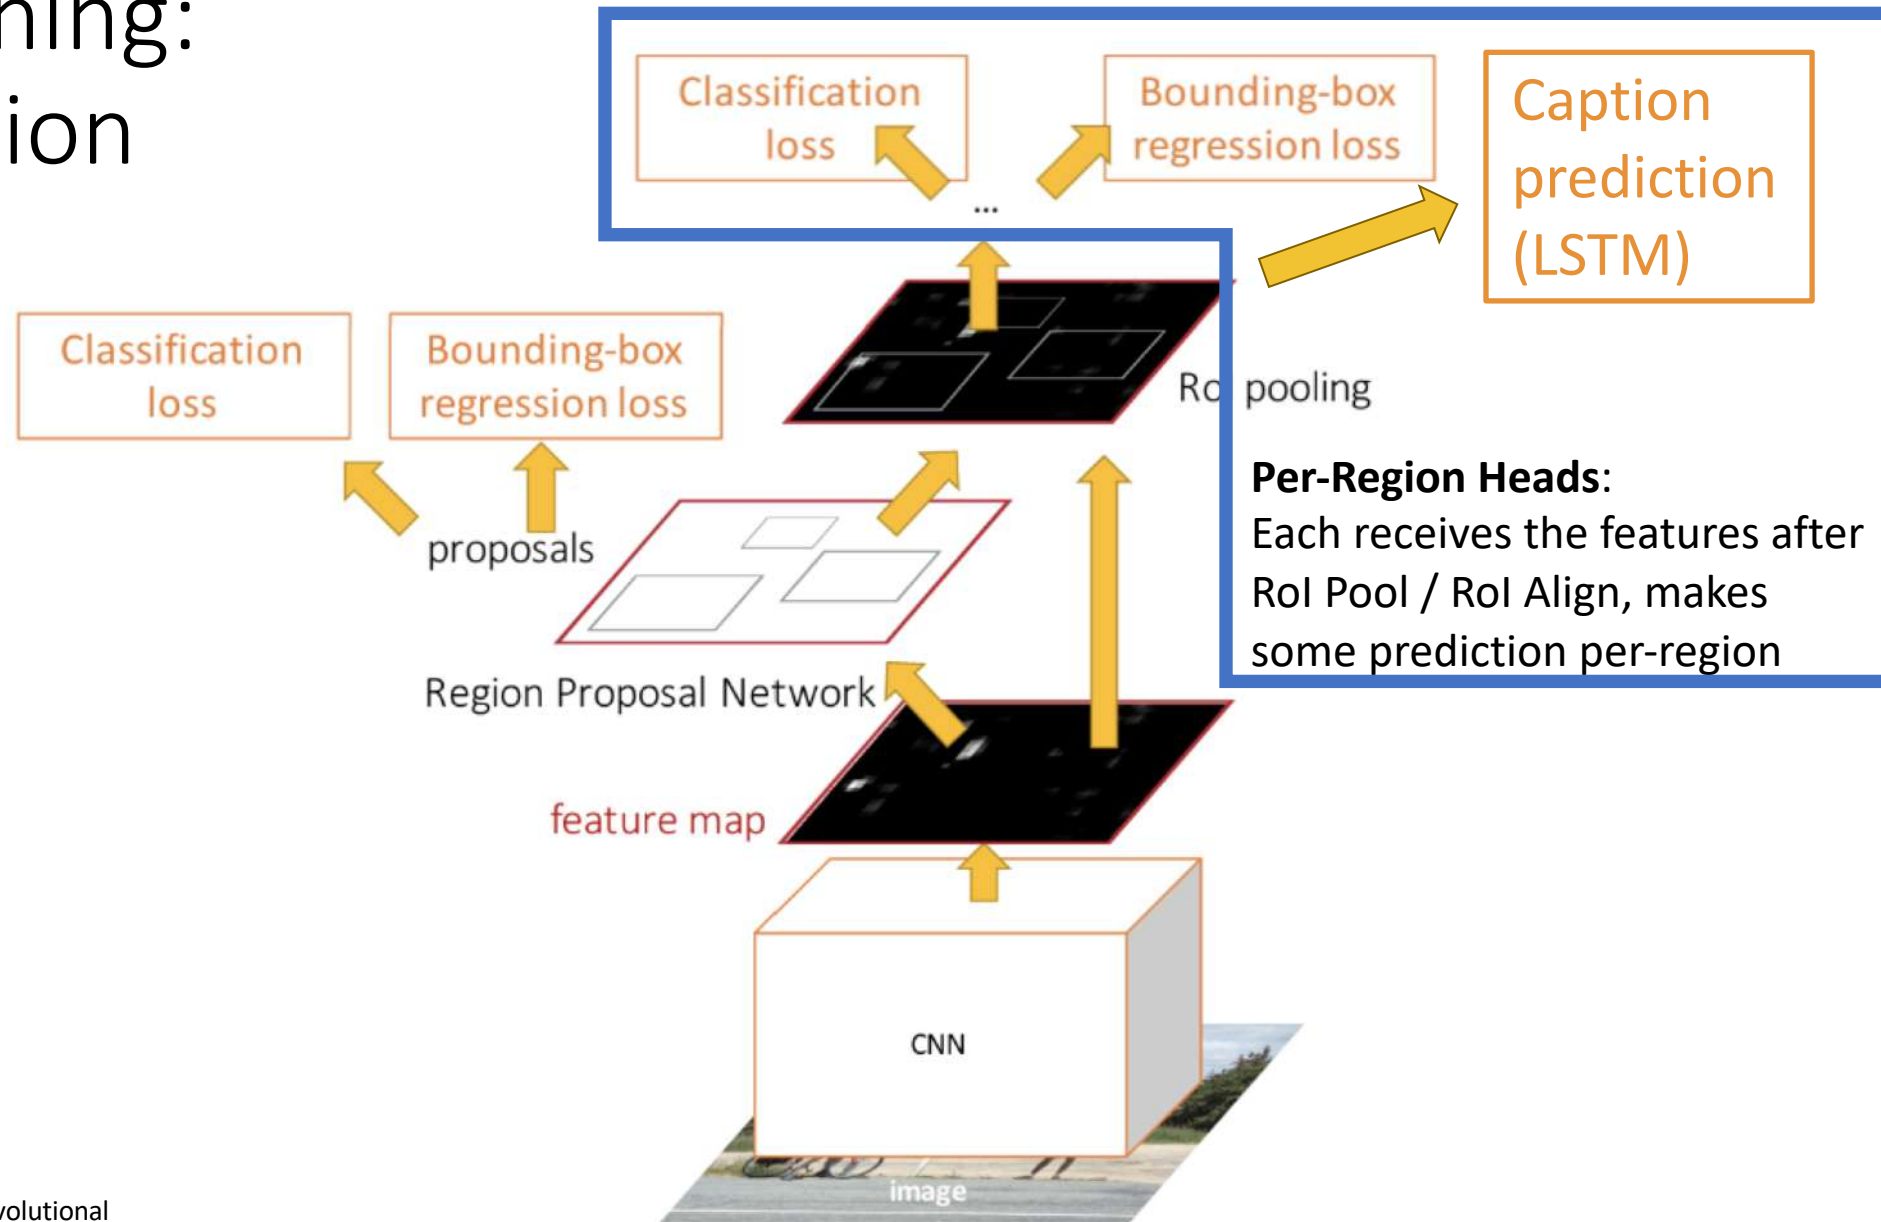 ning:
ion
Classification
loss
Bounding-box
regression loss
Caption
prediction
(LSTM)
...
Classification
loss
Bounding-box
regression loss
RoI pooling
proposals
Per-Region Heads:
Each receives the features after
RoI Pool / RoI Align, makes
some prediction per-region
Region Proposal Network
feature map
CNN
image
volutional